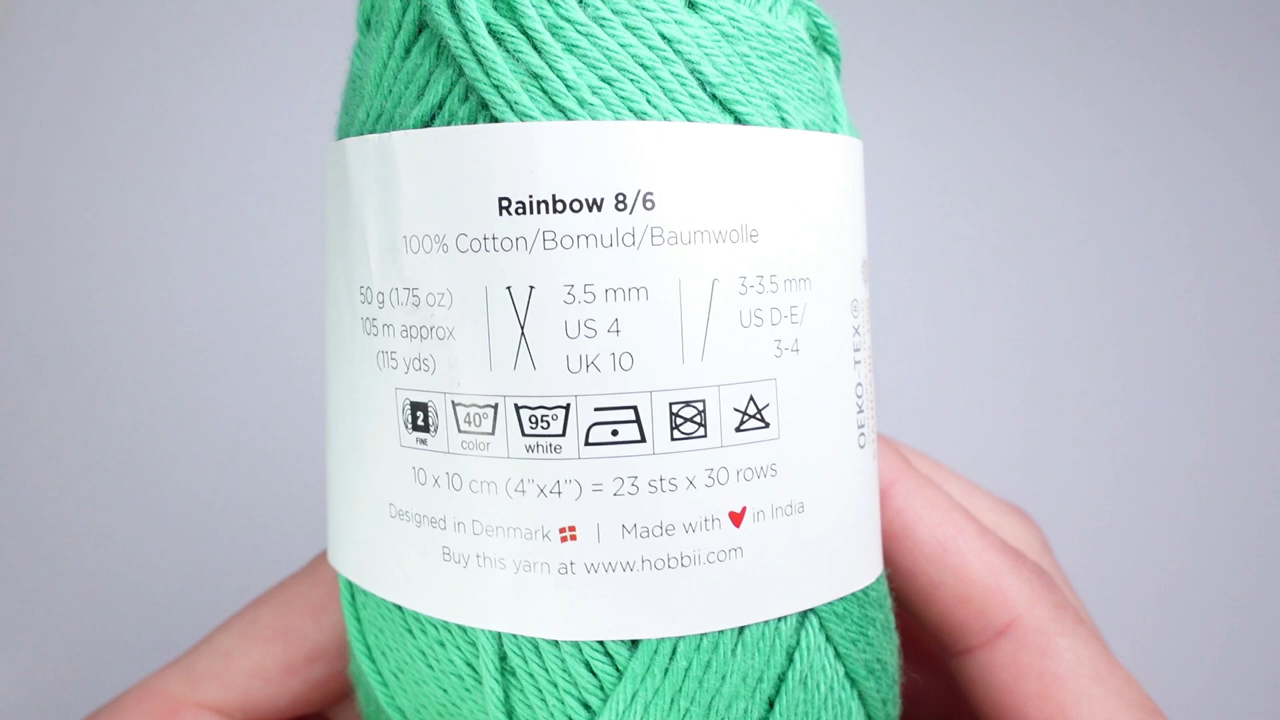 Rainbow 8/6
100% Cotton/Bomuld/Baumwolle
50 g (1.75 oz)
105 m approx
(115 yds)
3.5 mm
US 4
UK 10
3-3.5 mm
US D-E/
3-4
2
FINE
40°
color
95°
white
10 x 10 cm (4"x4") = 23 sts x 30 rows
Designed in Denmark | Made with in India
Buy this yarn at www.hobbii.com
OEKO-TEX®